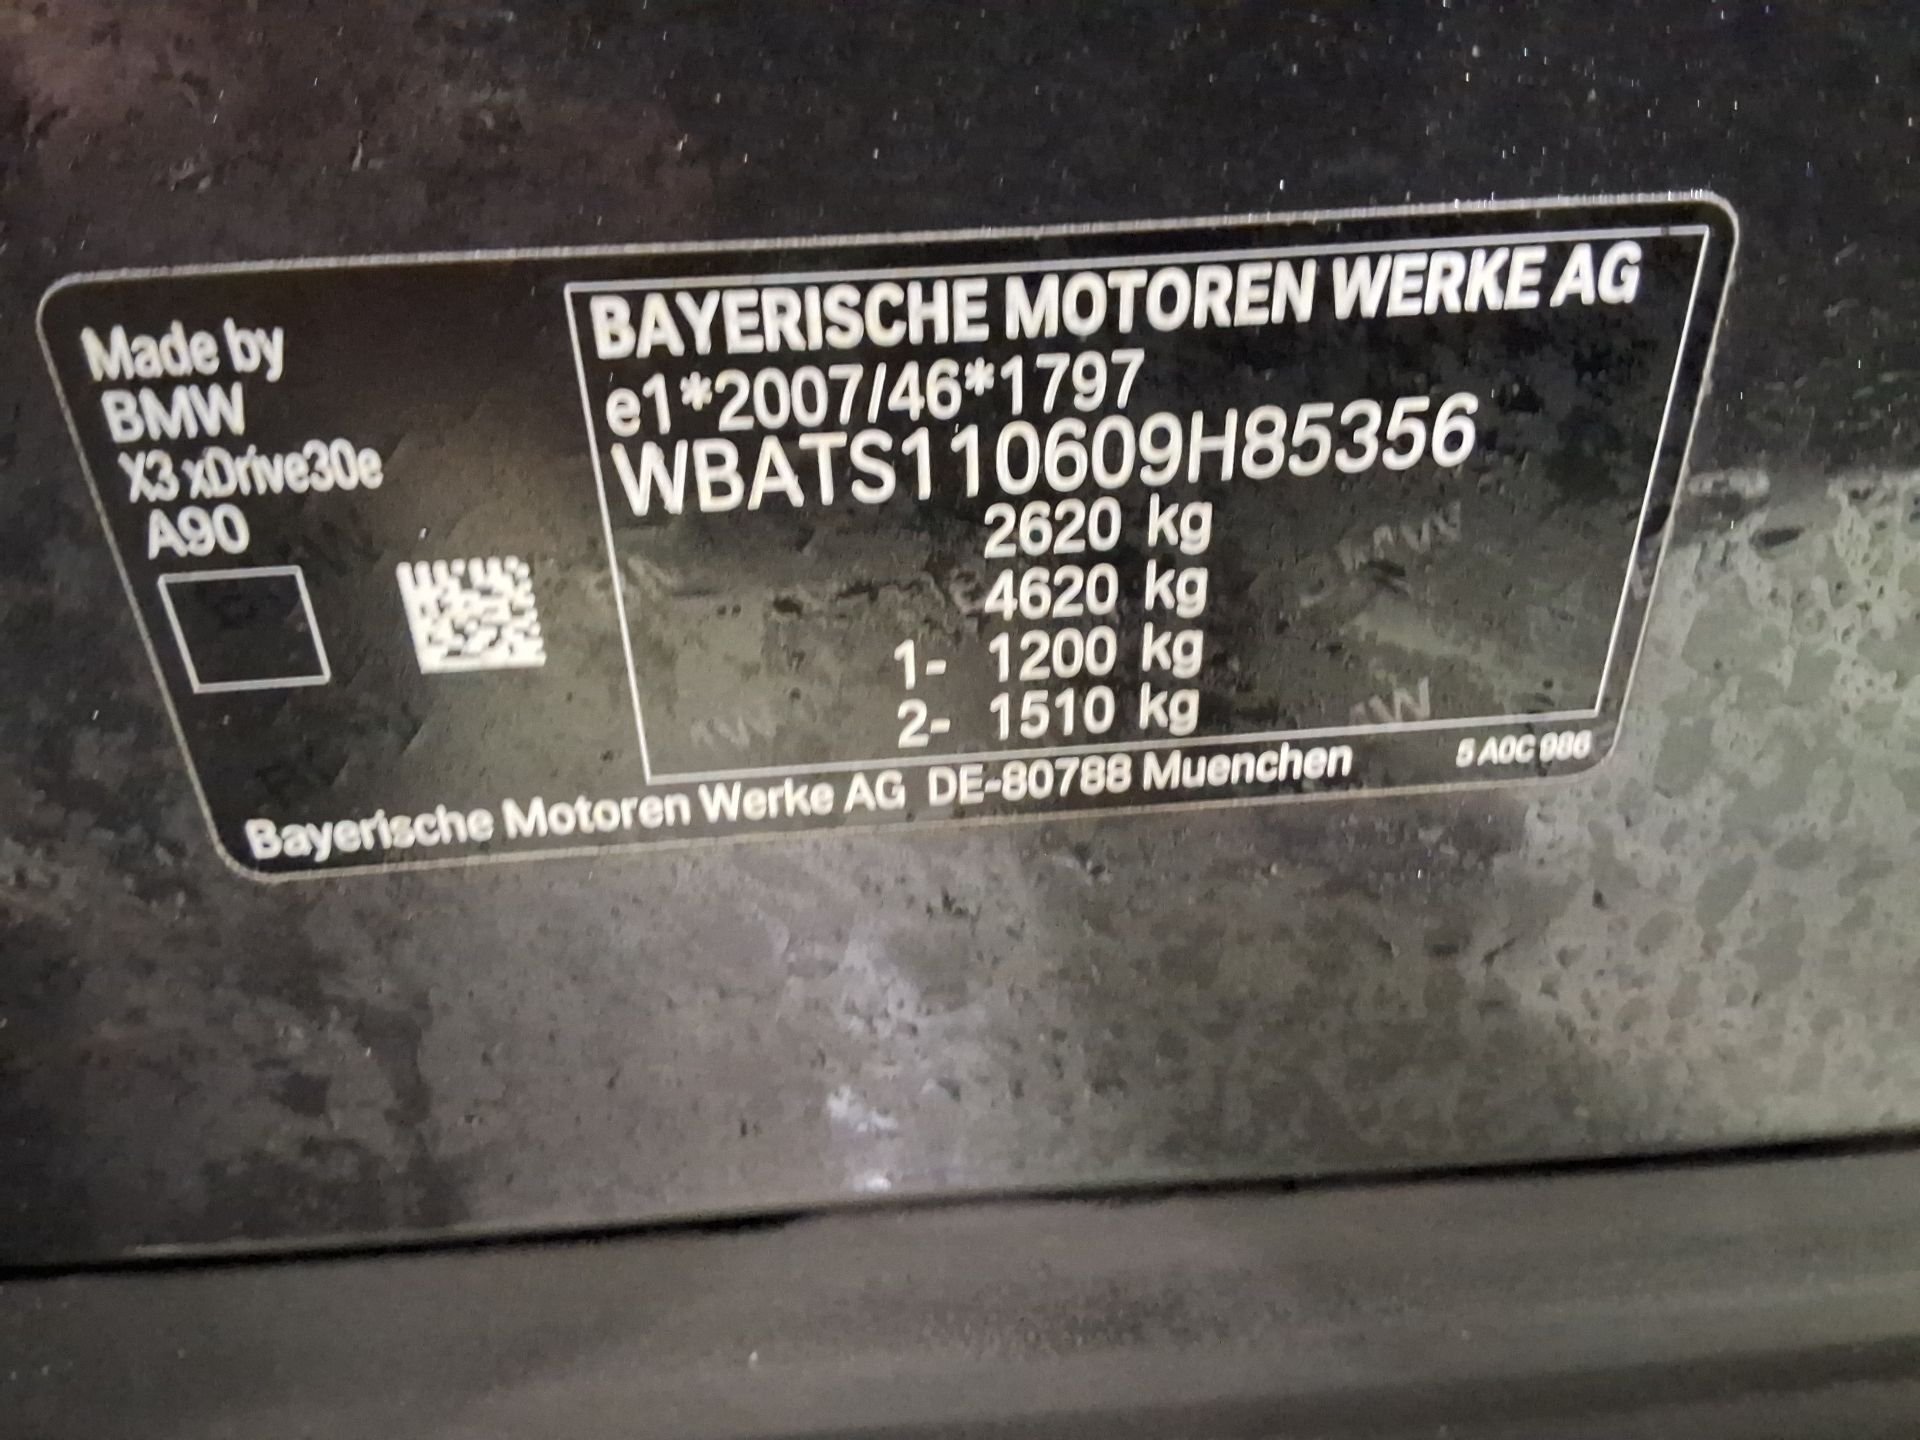 Made by
BMW
X3 xDrive30e
A90
BAYERISCHE MOTOREN WERKE AG
e1*2007/46*1797
WBATS110609H85356
2620 kg
4620 kg
1- 1200 kg
2- 1510 kg
Bayerische Motoren Werke AG DE-80788 Muenchen
5 A0C 986